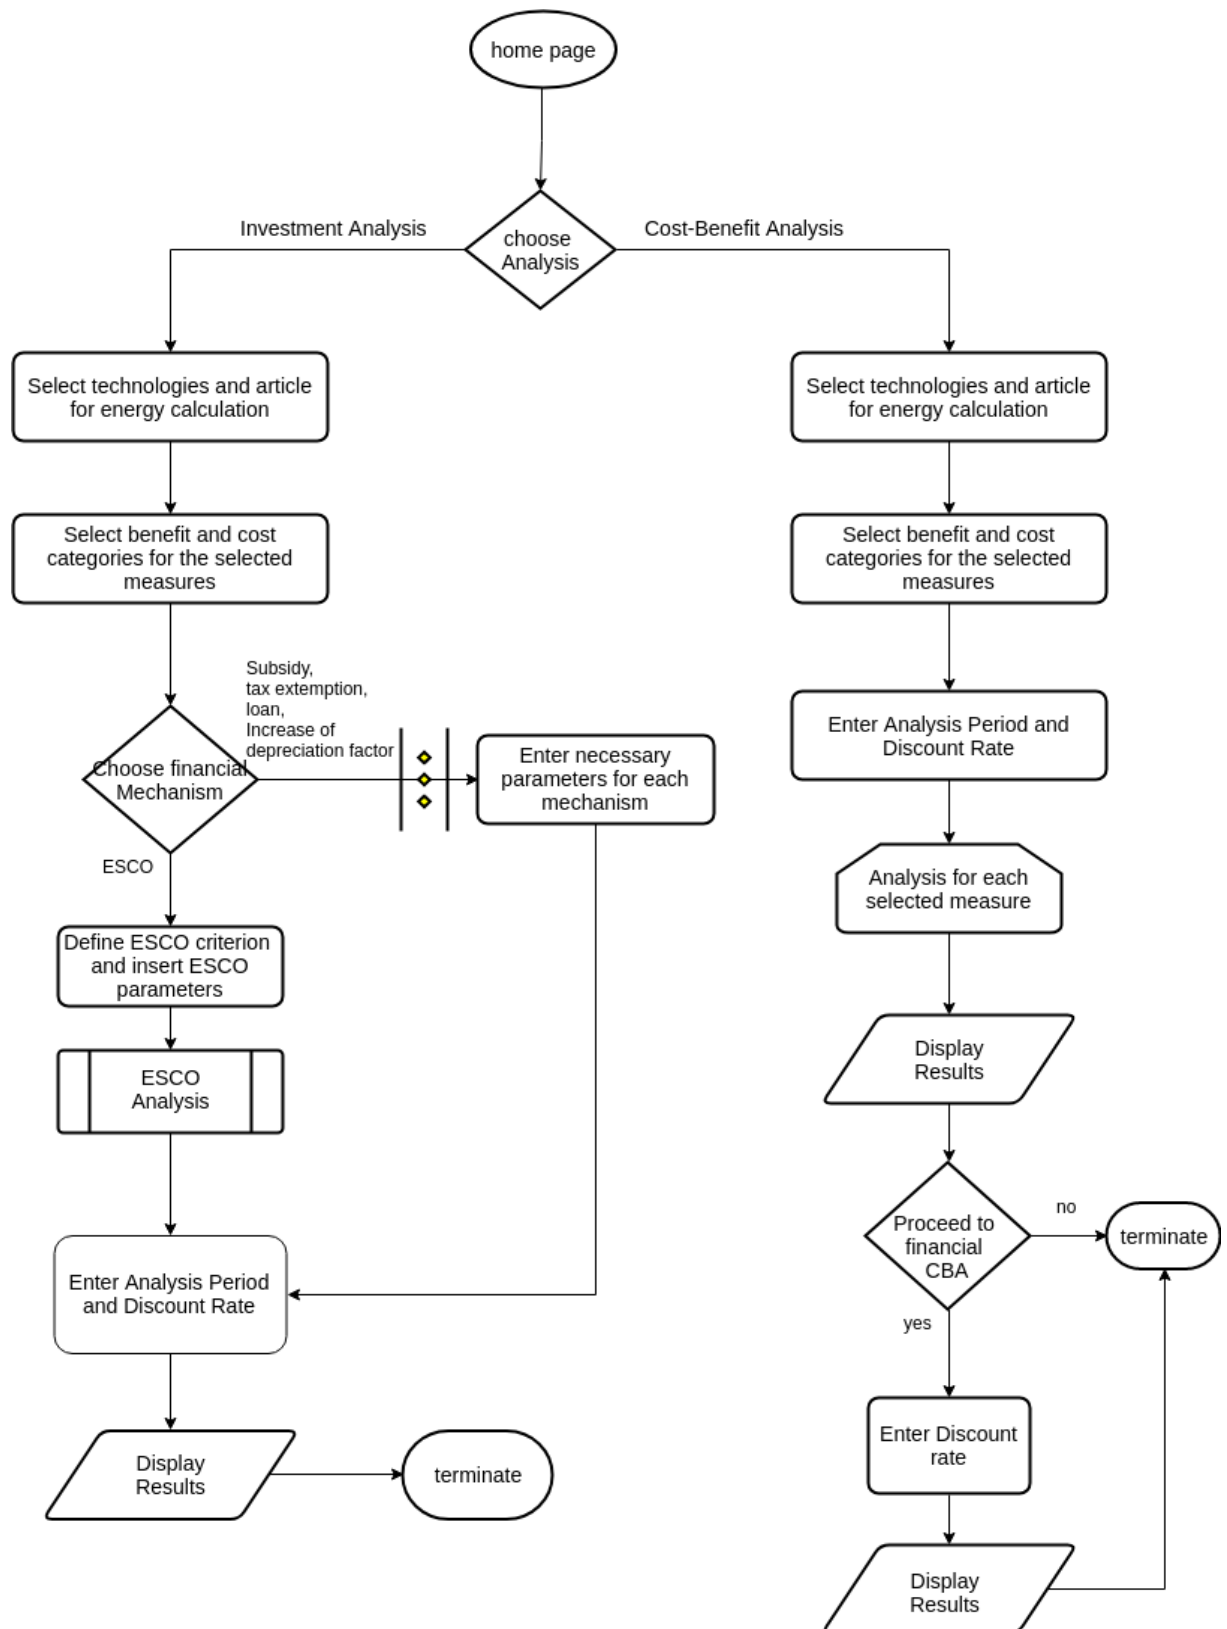 home page
choose
Analysis
Investment Analysis
Cost-Benefit Analysis
Select technologies and article
for energy calculation
Select benefit and cost
categories for the selected
measures
Subsidy,
tax extemption,
loan,
Increase of
depreciation factor
Choose financial
Mechanism
Enter necessary
parameters for each
mechanism
ESCO
Define ESCO criterion
and insert ESCO
parameters
ESCO
Analysis
Enter Analysis Period
and Discount Rate
Display
Results
terminate
Select technologies and article
for energy calculation
Select benefit and cost
categories for the selected
measures
Enter Analysis Period and
Discount Rate
Analysis for each
selected measure
Display
Results
Proceed to
financial
CBA
no
terminate
yes
Enter Discount
rate
Display
Results